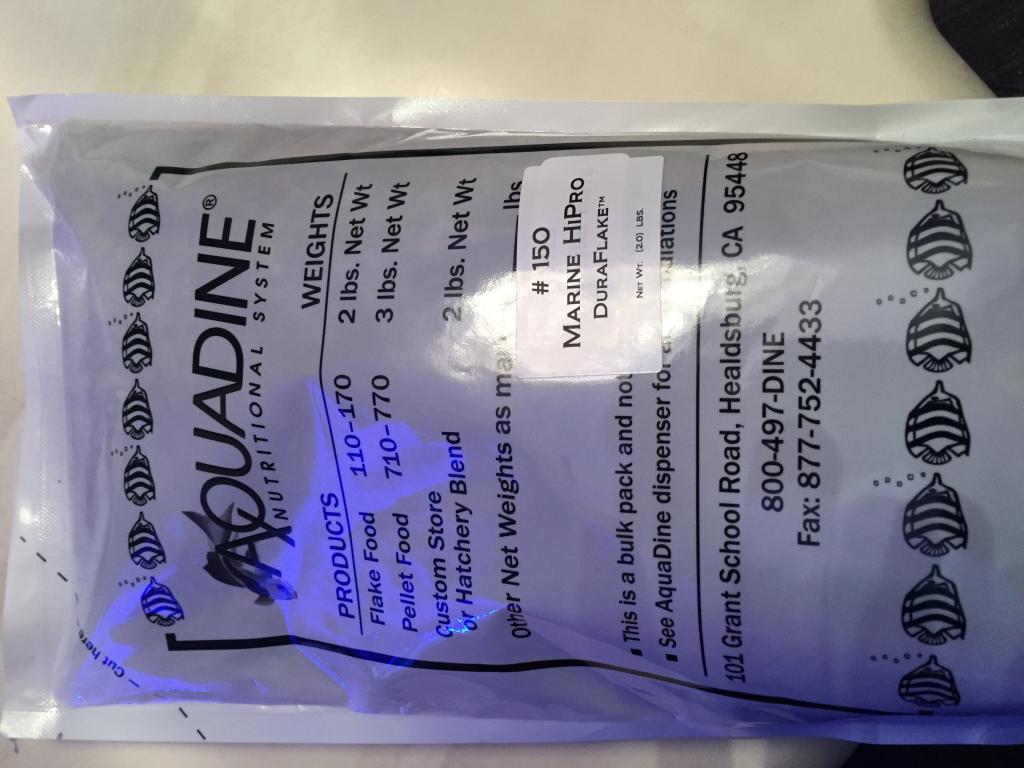 Cut here
AQUADINE®
NUTRITIONAL SYSTEM
PRODUCTS WEIGHTS
Flake Food 110-170 2 lbs. Net Wt
Pellet Food 710-770 3 lbs. Net Wt
Custom Store
or Hatchery Blend 2 lbs. Net Wt
Other Net Weights as lbs
# 150
MARINE HIPRO
DURAFLAKE™
NET WT. (2.0) LBS.
▪ This is a bulk pack and
▪ See AquaDine dispenser for
101 Grant School Road, Healdsburg, CA 95448
800-497-DINE
Fax: 877-752-4433